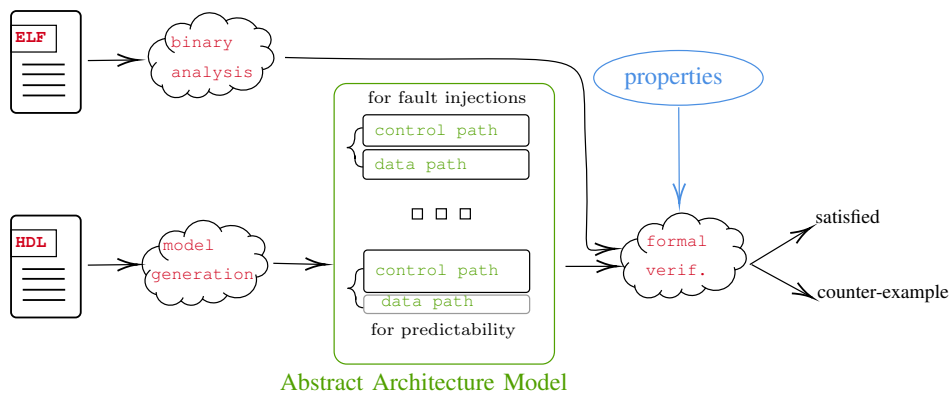 ELF
binary
analysis
properties
for fault injections
control path
data path
HDL
model
generation
control path
data path
for predictability
formal
verif.
satisfied
counter-example
Abstract Architecture Model